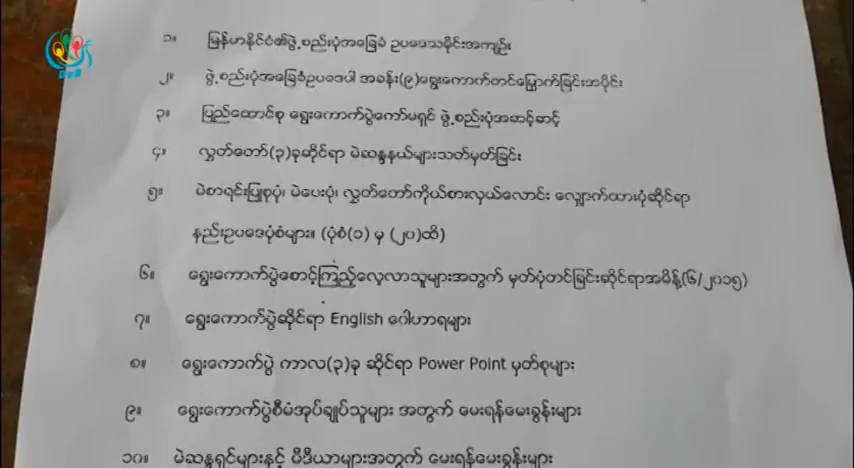 ၁။ မြန်မာနိုင်ငံ၏ဖွဲ့စည်းပုံအခြေခံ ဥပဒေသမိုင်းအကျဉ်း
၂။ ဖွဲ့စည်းပုံအခြေခံဥပဒေပါ အခန်း(၉)ရွေးကောက်တင်မြှောက်ခြင်းအပိုင်း
၃။ ပြည်ထောင်စု ရွေးကောက်ပွဲကော်မရှင် ဖွဲ့စည်းပုံအဆင့်ဆင့်
၄။ လွှတ်တော်(၃)ခုဆိုင်ရာ မဲဆန္ဒနယ်များသတ်မှတ်ခြင်း
၅။ မဲစာရင်းပြုစုပုံ၊ မဲပေးပုံ၊ လွှတ်တော်ကိုယ်စားလှယ်လောင်း လျှောက်ထားပုံဆိုင်ရာ
နည်းဥပဒေပုံစံများ။ (ပုံစံ(၁) မှ (၂၀)ထိ)
၆။ ရွေးကောက်ပွဲစောင့်ကြည့်လေ့လာသူများအတွက် မှတ်ပုံတင်ခြင်းဆိုင်ရာအမိန့်(၆/၂၀၁၅)
၇။ ရွေးကောက်ပွဲဆိုင်ရာ English ဝေါဟာရများ
၈။ ရွေးကောက်ပွဲ ကာလ(၃)ခု ဆိုင်ရာ Power Point မှတ်စုများ
၉။ ရွေးကောက်ပွဲစီမံအုပ်ချုပ်သူများ အတွက် မေးရန်မေးခွန်းများ
၁၀။ မဲဆန္ဒရှင်များနှင့် မီဒီယာများအတွက် မေးရန်မေးခွန်းများ